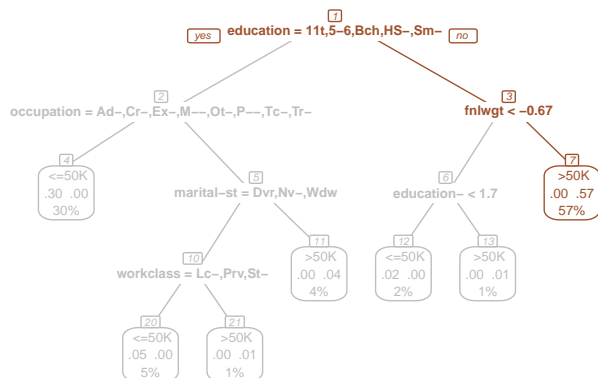 1
yes education = 11t,5−6,Bch,HS−,Sm− no
2 3
occupation = Ad−,Cr−,Ex−,M−−,Ot−,P−−,Tc−,Tr− fnlwgt < −0.67
4 5 6 7
<=50K
.30 .00
30%
marital−st = Dvr,Nv−,Wdw
education− < 1.7
>50K
.00 .57
57%
10 11 12 13
workclass = Lc−,Prv,St−
>50K
.00 .04
4%
<=50K
.02 .00
2%
>50K
.00 .01
1%
20 21
<=50K
.05 .00
5%
>50K
.00 .01
1%